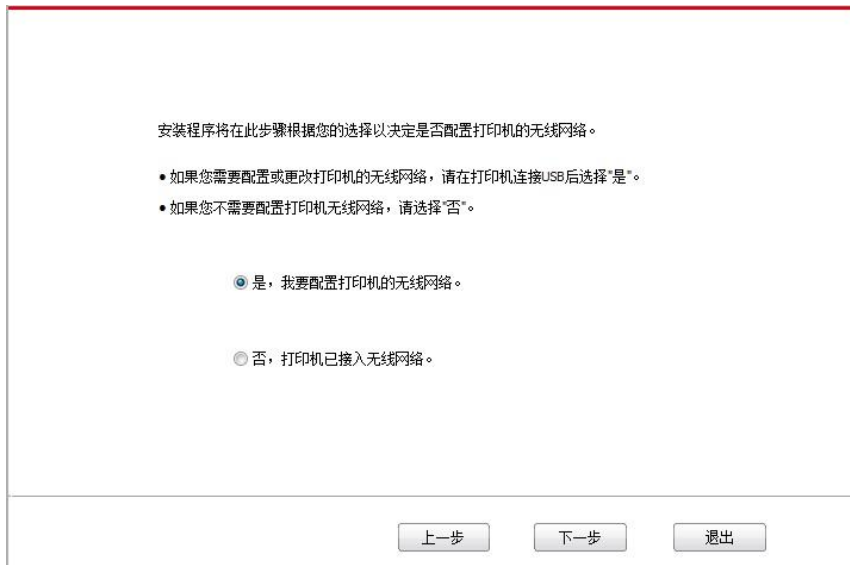 安装程序将在此步骤根据您的选择以决定是否配置打印机的无线网络。
• 如果您需要配置或更改打印机的无线网络，请在打印机连接USB后选择"是"。
• 如果您不需要配置打印机无线网络，请选择"否"。
是，我要配置打印机的无线网络。
否，打印机已接入无线网络。
上一步 下一步 退出